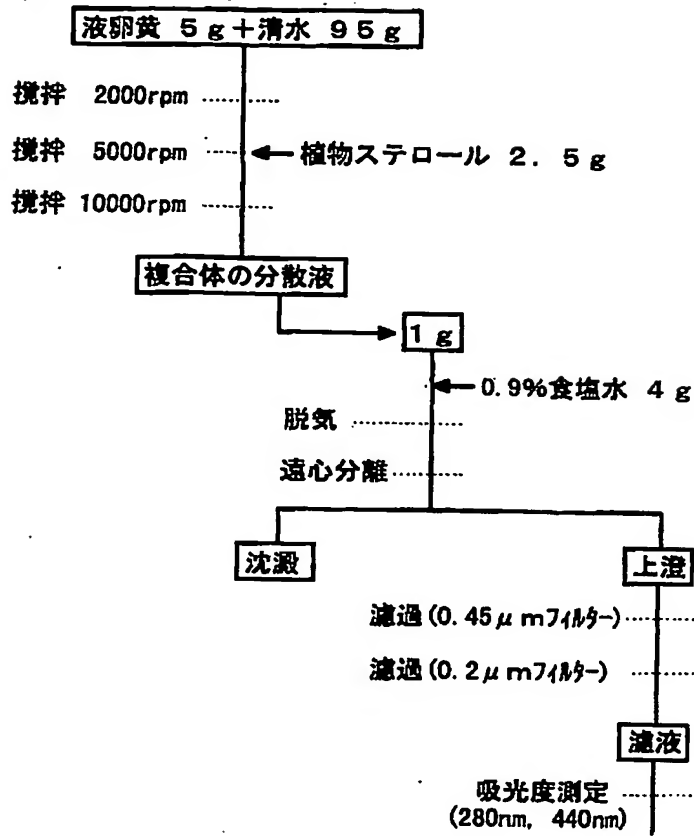 液卵黄 5g+清水 95g
攪拌 2000rpm
攪拌 5000rpm
植物ステロール 2.5g
攪拌 10000rpm
複合体の分散液
1g
0.9%食塩水 4g
脱気
遠心分離
沈澱
上澄
濾過(0.45μmフィルター)
濾過(0.2μmフィルター)
濾液
吸光度測定
(280nm, 440nm)